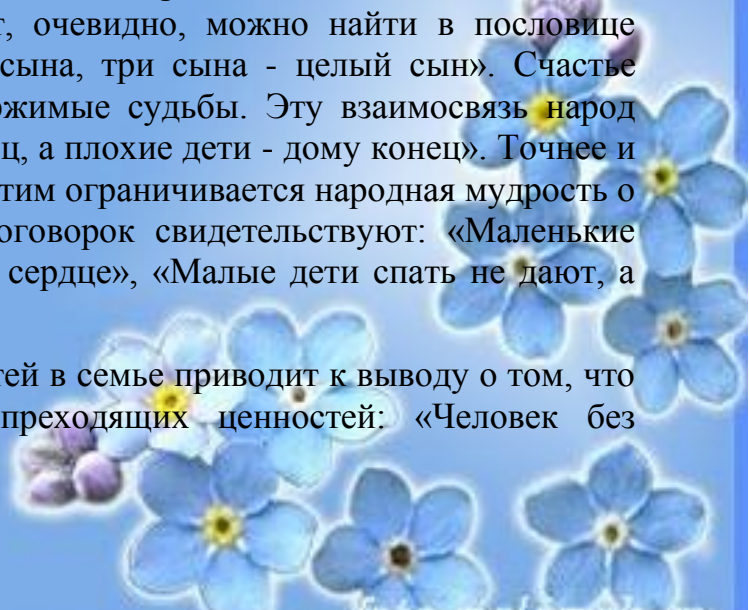 т, очевидно, можно найти в пословице
сына, три сына - целый сын». Счастье
ожимые судьбы. Эту взаимосвязь народ
ц, а плохие дети - дому конец». Точнее и
тим ограничивается народная мудрость о
оговорок свидетельствуют: «Маленькие
сердце», «Малые дети спать не дают, а
тей в семье приводит к выводу о том, что
преходящих ценностей: «Человек без